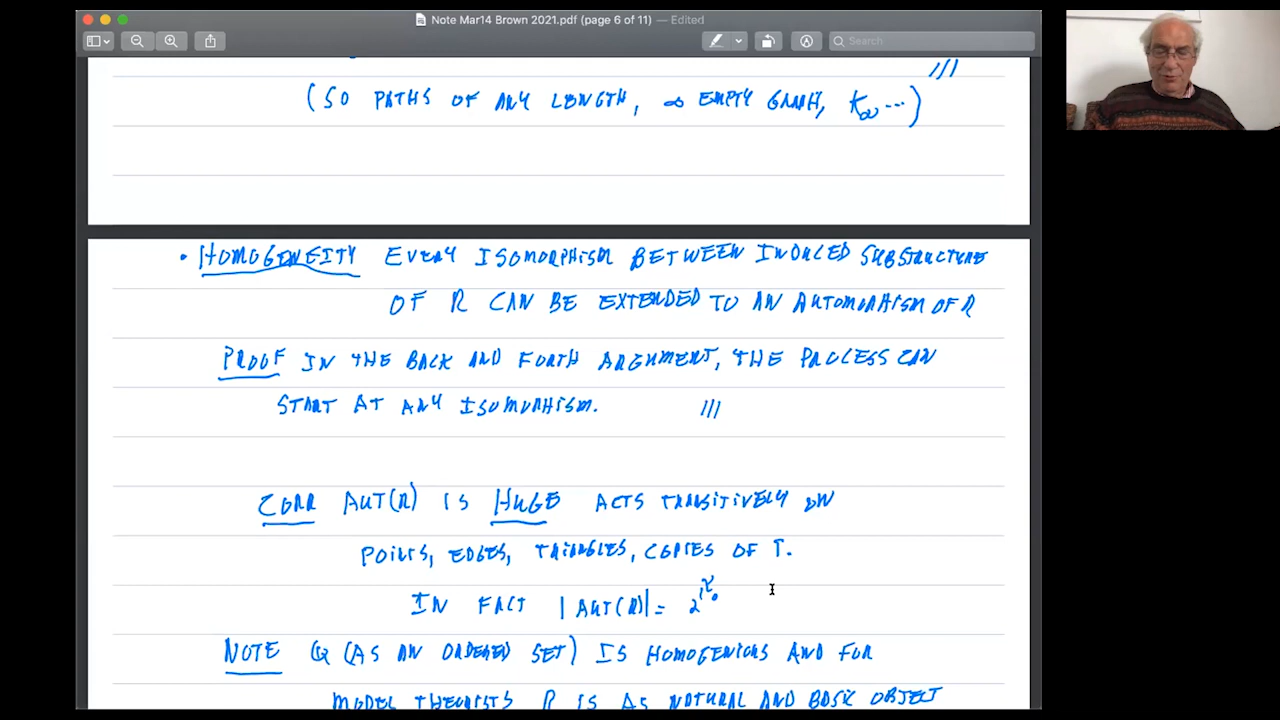 Note Mar14 Brown 2021.pdf (page 6 of 11) — Edited
Search
(SO PATHS OF ANY LENGTH, ∞ EMPTY GRAPH, K∞ ...) ///
• HOMOGENEITY EVERY ISOMORPHISM BETWEEN INDUCED SUBSTRUCTURE
OF R CAN BE EXTENDED TO AN AUTOMORHISM OF R
PROOF IN THE BACK AND FORTH ARGUMENT, THE PROCESS CAN
START AT ANY ISOMORHISM. ///
CORR AUT(R) IS HUGE ACTS TRANSITIVELY ON
POINTS, EDGES, TRIANGLES, COPIES OF T.
IN FACT |AUT(R)| = 2^ℵ₀
NOTE Q (AS AN ORDERED SET) IS HOMOGENIOUS AND FOR
MODEL THEORISTS R IS AS NATURAL AND BASIC OBJECT